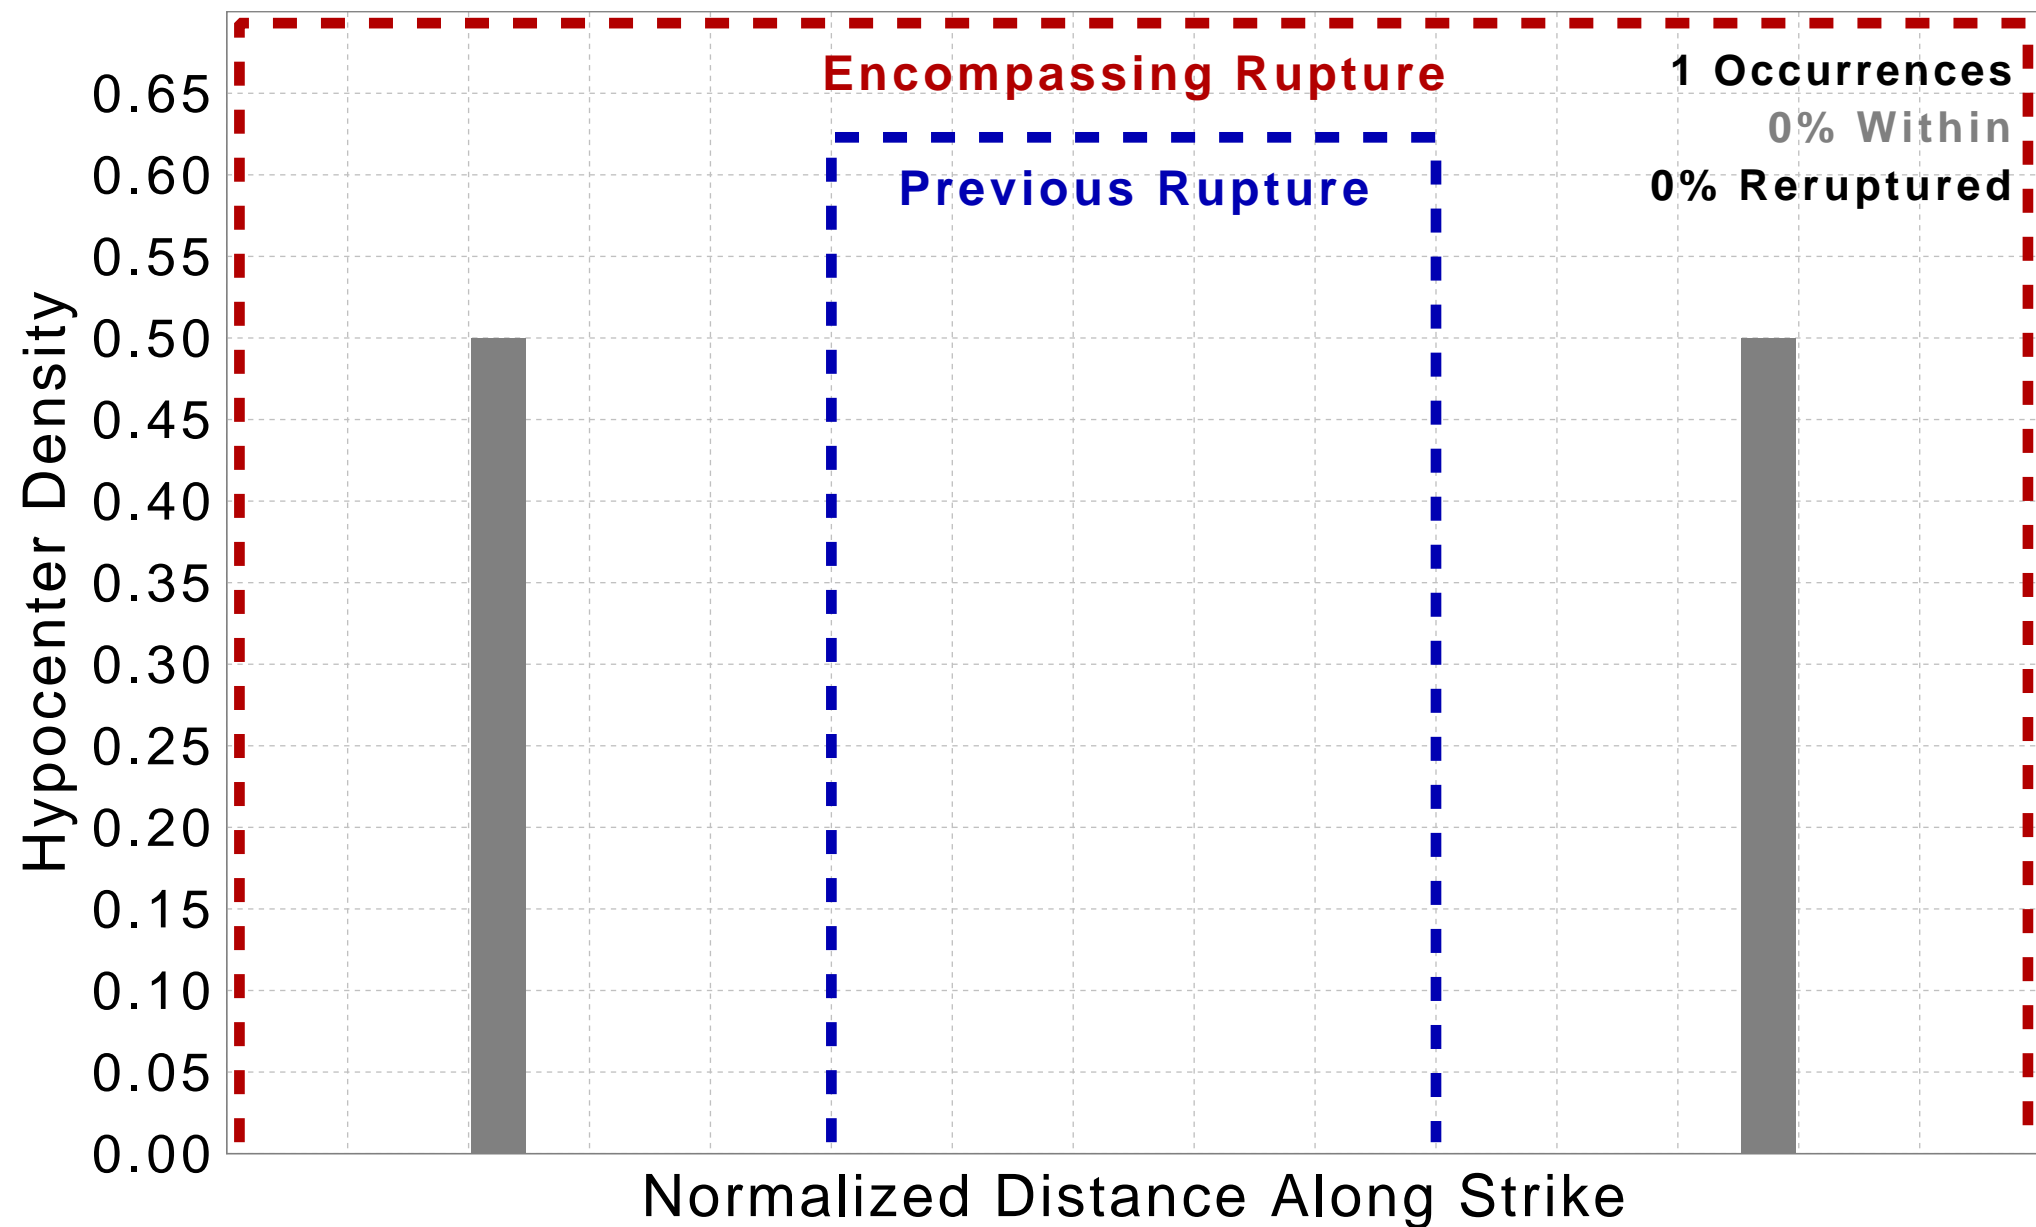 Encompassing Rupture
Previous Rupture
1 Occurrences
0% Within
0% Reruptured
Hypocenter Density
0.65
0.60
0.55
0.50
0.45
0.40
0.35
0.30
0.25
0.20
0.15
0.10
0.05
0.00
Normalized Distance Along Strike